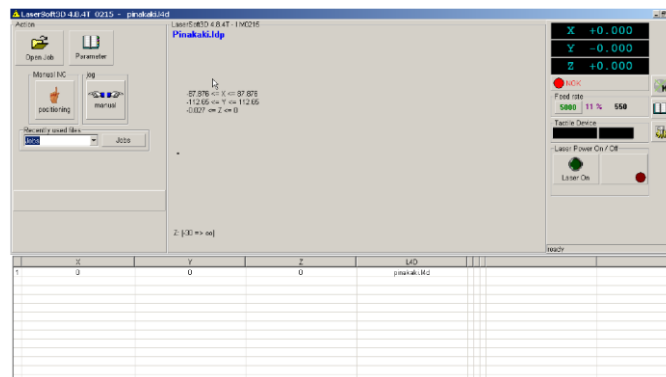 LaserSoft3D 4.8.4T 0215 - pinakaki.l4d
Action
Open Job
Parameter
Manual NC
jog
positioning
manual
Recently used files
Jobs
Jobs
LaserSoft3D 4.8.4T - LM0215
Pinakaki.ldp
-87.876 <= X <= 87.876
-112.65 <= Y <= 112.65
-0.027 <= Z <= 0
X +0.000
Y -0.000
Z +0.000
NOK
Feed rate
5000 11 % 550
Tactile Device
Laser Power On / Off
Laser On
ready
X Y Z L4D
1 0 0 0 pinakaki.l4d